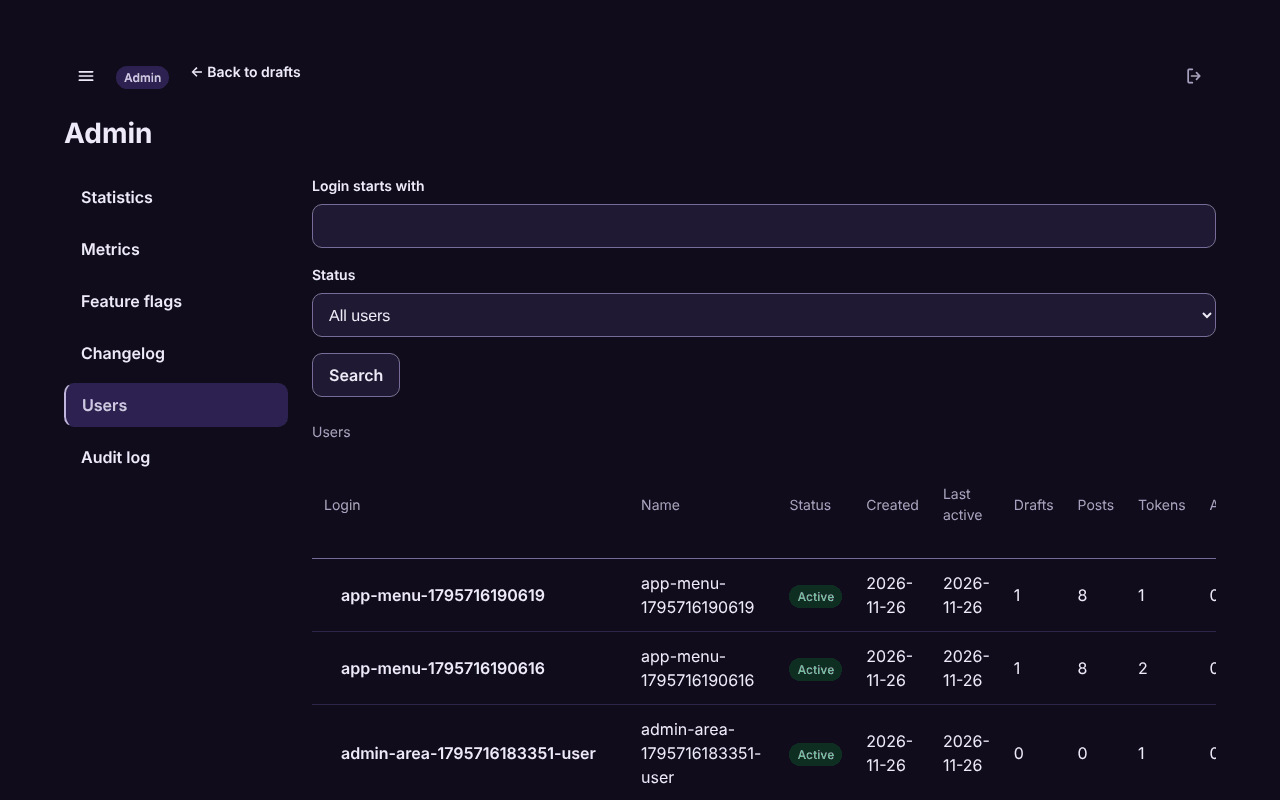 Admin
← Back to drafts
Admin
Statistics
Metrics
Feature flags
Changelog
Users
Audit log
Login starts with
Status
All users
Search
Users
Login Name Status Created Last active Drafts Posts Tokens
app-menu-1795716190619 app-menu-1795716190619 Active 2026-11-26 2026-11-26 1 8 1
app-menu-1795716190616 app-menu-1795716190616 Active 2026-11-26 2026-11-26 1 8 2
admin-area-1795716183351-user admin-area-1795716183351-user Active 2026-11-26 2026-11-26 0 0 1